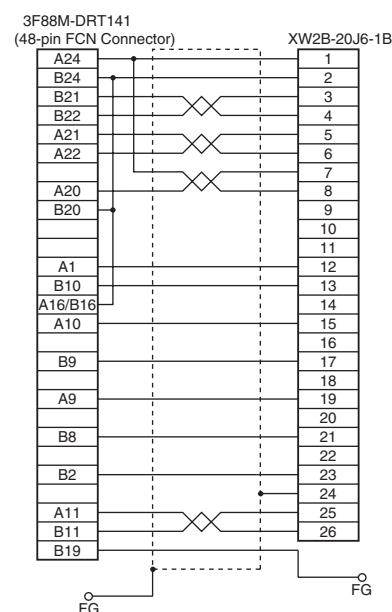 3F88M-DRT141
(48-pin FCN Connector) XW2B-20J6-1B
A24 1
B24 2
B21 3
B22 4
A21 5
A22 6
7
A20 8
B20 9
10
11
A1 12
B10 13
A16/B16 14
A10 15
16
B9 17
18
A9 19
20
B8 21
22
B2 23
24
A11 25
B11 26
B19
FG
FG